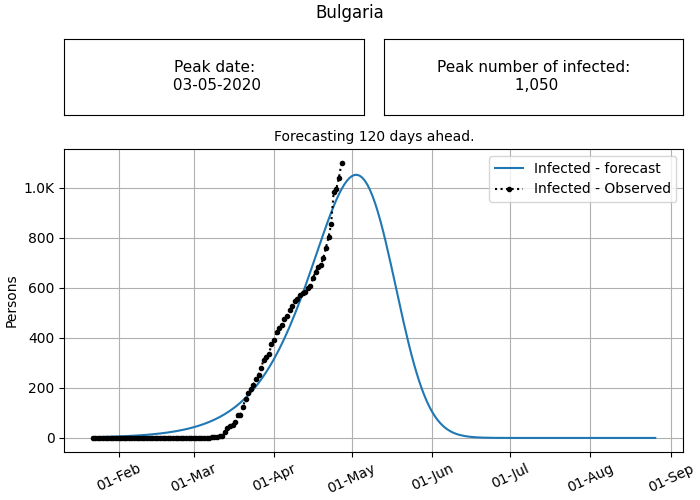 Bulgaria
Peak date:
03-05-2020
Peak number of infected:
1,050
Forecasting 120 days ahead.
Infected - forecast
Infected - Observed
Persons
1.0K
800
600
400
200
0
01-Feb
01-Mar
01-Apr
01-May
01-Jun
01-Jul
01-Aug
01-Sep